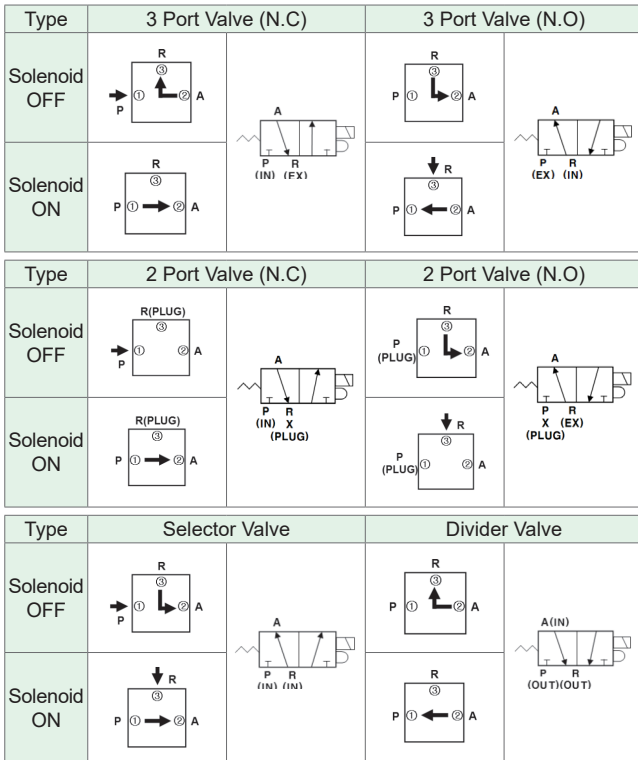 Type 3 Port Valve (N.C) 3 Port Valve (N.O)
Solenoid OFF
R
③
P ① ② A
A
P R
(IN) (EX)
R
③
P ① ② A
A
P R
(EX) (IN)
Solenoid ON
R
③
P ① ② A
R
③
P ① ② A
Type 2 Port Valve (N.C) 2 Port Valve (N.O)
Solenoid OFF
R(PLUG)
③
P ① ② A
A
P R
(IN) X
(PLUG)
R
③
P (PLUG) ① ② A
A
P R
X (EX)
(PLUG)
Solenoid ON
R(PLUG)
③
P ① ② A
R
③
P (PLUG) ① ② A
Type Selector Valve Divider Valve
Solenoid OFF
R
③
P ① ② A
A
P R
(IN) (IN)
R
③
P ① ② A
A(IN)
P R
(OUT)(OUT)
Solenoid ON
R
③
P ① ② A
R
③
P ① ② A